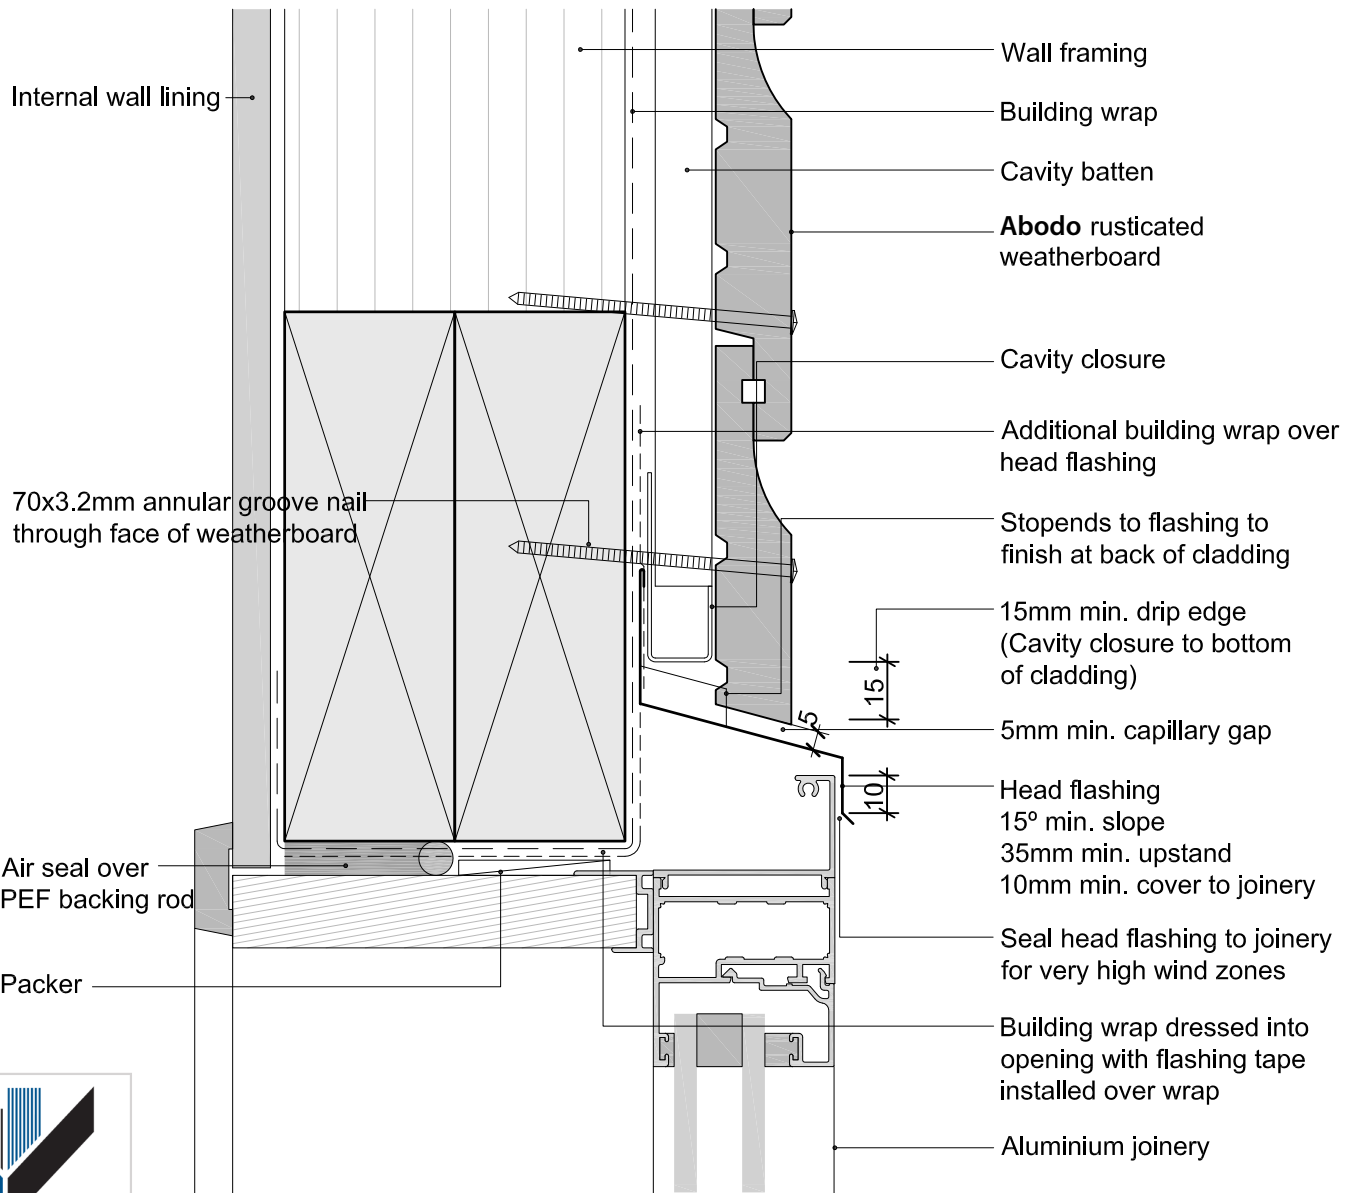 Wall framing
Internal wall lining
Building wrap
Cavity batten
Abodo rusticated
weatherboard
Cavity closure
Additional building wrap over
head flashing
70x3.2mm annular groove nail
through face of weatherboard
Stopends to flashing to
finish at back of cladding
15mm min. drip edge
(Cavity closure to bottom
of cladding)
15
5
5mm min. capillary gap
10
Head flashing
15º min. slope
35mm min. upstand
10mm min. cover to joinery
Air seal over
PEF backing rod
Seal head flashing to joinery
for very high wind zones
Packer
Building wrap dressed into
opening with flashing tape
installed over wrap
Aluminium joinery